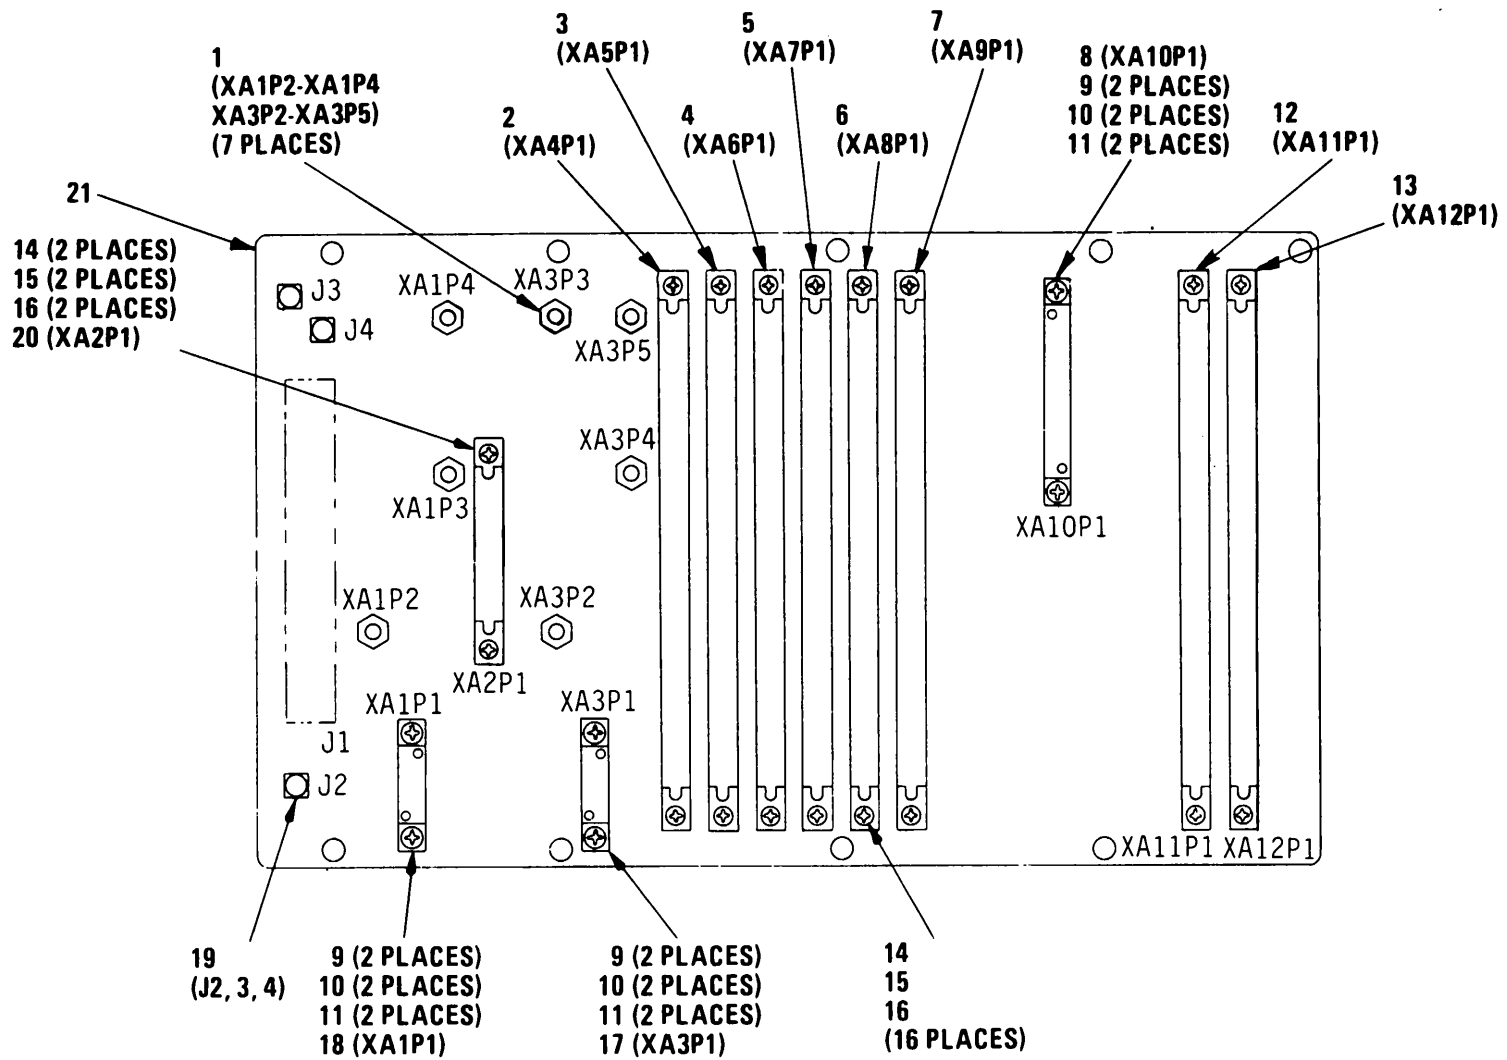 1
(XA1P2-XA1P4
XA3P2-XA3P5)
(7 PLACES)
2
(XA4P1)
3
(XA5P1)
4
(XA6P1)
5
(XA7P1)
6
(XA8P1)
7
(XA9P1)
8 (XA10P1)
9 (2 PLACES)
10 (2 PLACES)
11 (2 PLACES)
12
(XA11P1)
13
(XA12P1)
21
14 (2 PLACES)
15 (2 PLACES)
16 (2 PLACES)
20 (XA2P1)
J3
J4
XA1P4
XA3P3
XA3P5
XA3P4
XA1P3
XA10P1
XA1P2
XA3P2
XA2P1
XA1P1
XA3P1
J1
J2
XA11P1
XA12P1
19
(J2, 3, 4)
9 (2 PLACES)
10 (2 PLACES)
11 (2 PLACES)
18 (XA1P1)
9 (2 PLACES)
10 (2 PLACES)
11 (2 PLACES)
17 (XA3P1)
14
15
16
(16 PLACES)